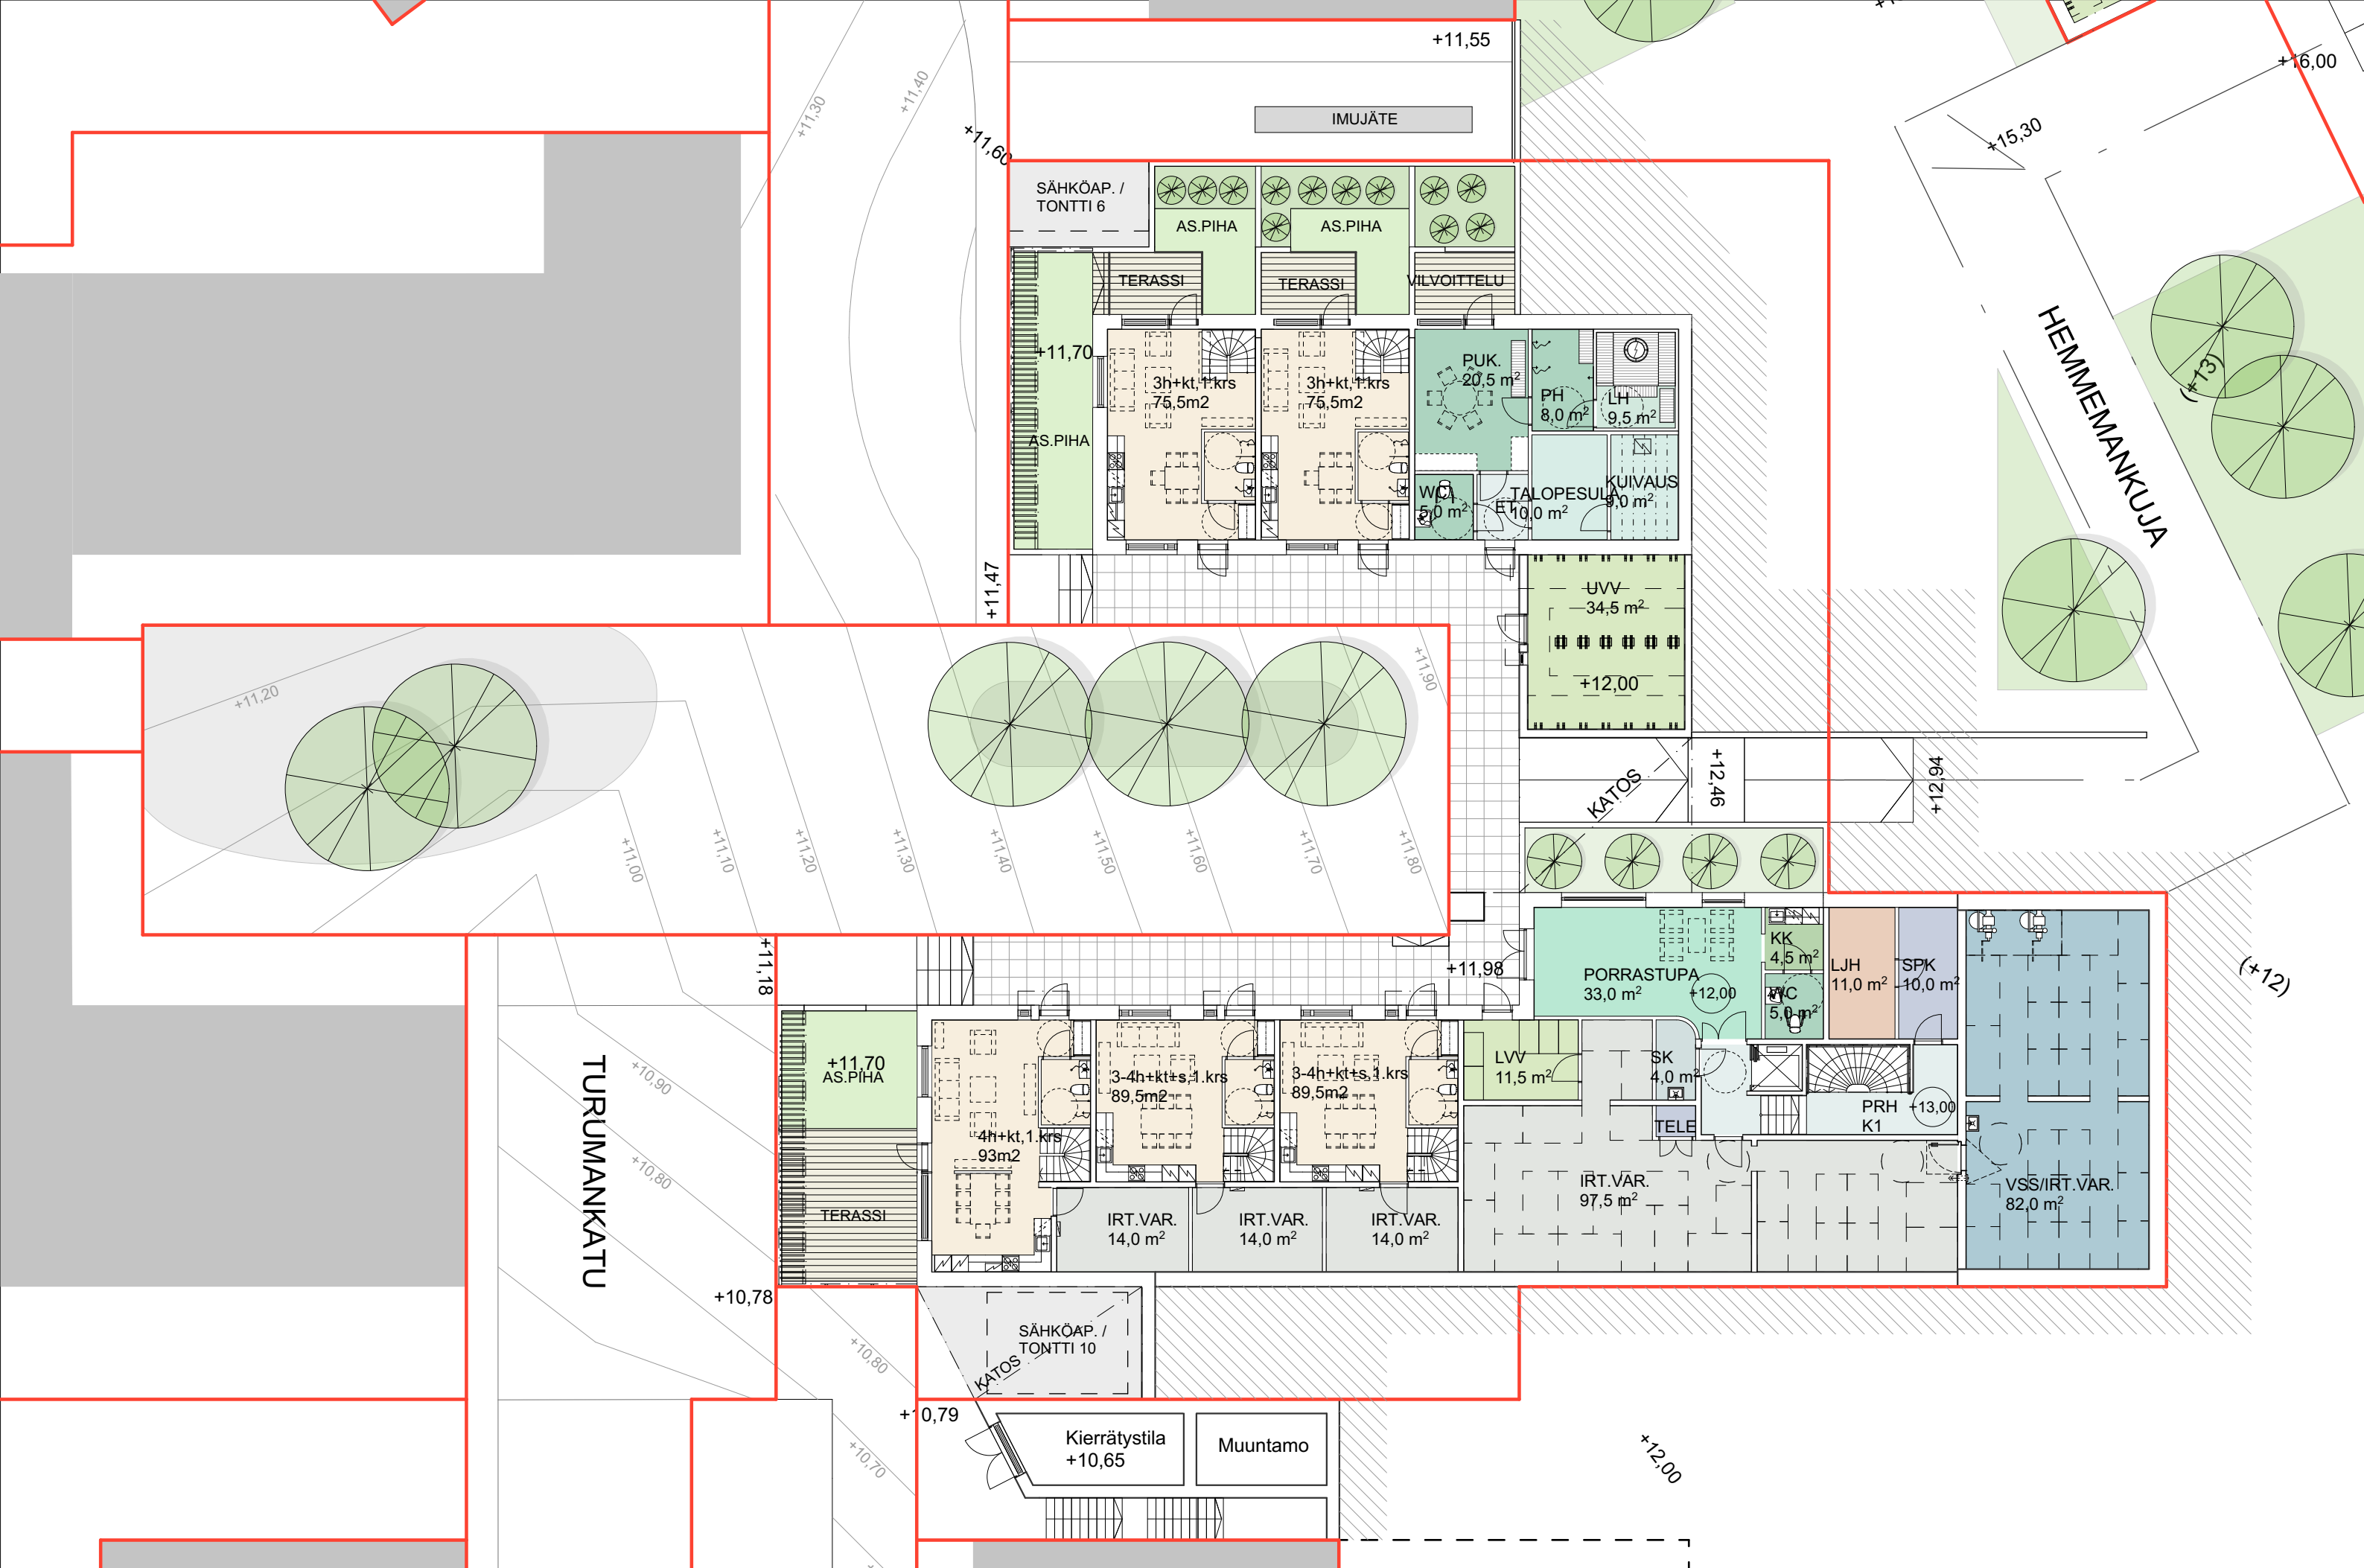 +11,55
+16,00
+11,40
+11,30
IMUJÄTE
+11,60
+15,30
SÄHKÖAP. /
TONTTI 6
AS.PIHA
AS.PIHA
TERASSI
TERASSI
VILVOITTELU
HEMMEMANKUJA
(+13)
+11,70
AS.PIHA
3h+kt,1.krs
75,5m2
3h+kt,1.krs
75,5m2
PUK.
20,5 m²
PH
8,0 m²
LH
9,5 m²
WC
5,0 m²
ET
TALOPESULA
10,0 m²
KUIVAUS
9,0 m²
+11,47
UVV
34,5 m²
+12,00
+11,20
+11,90
KATOS
+12,46
+12,94
+11,00
+11,10
+11,20
+11,30
+11,40
+11,50
+11,60
+11,70
+11,80
+11,18
+11,98
PORRASTUPA
33,0 m²
+12,00
KK
4,5 m²
WC
5,0 m²
LJH
11,0 m²
SPK
10,0 m²
(+12)
TURUMANKATU
+10,90
+10,80
+11,70
AS.PIHA
TERASSI
4h+kt,1.krs
93m2
3-4h+kt+s,1.krs
89,5m2
3-4h+kt+s,1.krs
89,5m2
LVV
11,5 m²
SK
4,0 m²
TELE
PRH
K1
+13,00
IRT.VAR.
14,0 m²
IRT.VAR.
14,0 m²
IRT.VAR.
14,0 m²
IRT.VAR.
97,5 m²
VSS/IRT.VAR.
82,0 m²
+10,78
+10,80
SÄHKÖAP. /
TONTTI 10
KATOS
+10,79
+10,70
Kierrätystila
+10,65
Muuntamo
+12,00